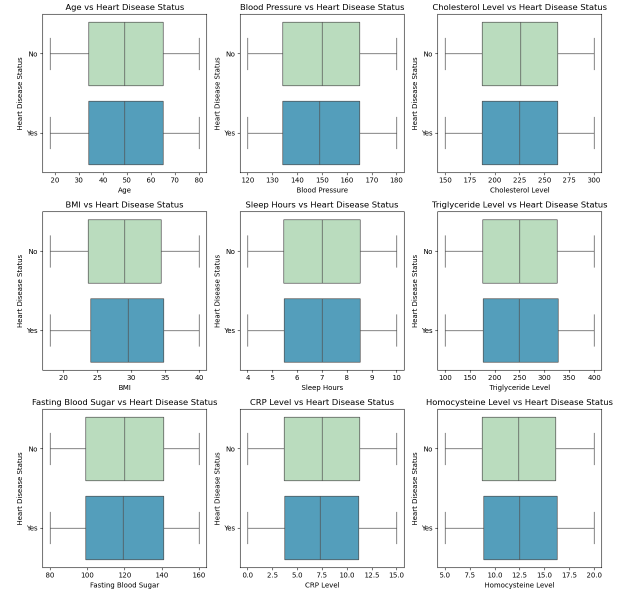 Age vs Heart Disease Status
Blood Pressure vs Heart Disease Status
Cholesterol Level vs Heart Disease Status
Heart Disease Status
No
Yes
20 30 40 50 60 70 80
Age
Heart Disease Status
No
Yes
120 130 140 150 160 170 180
Blood Pressure
Heart Disease Status
No
Yes
150 175 200 225 250 275 300
Cholesterol Level
BMI vs Heart Disease Status
Sleep Hours vs Heart Disease Status
Triglyceride Level vs Heart Disease Status
Heart Disease Status
No
Yes
20 25 30 35 40
BMI
Heart Disease Status
No
Yes
4 5 6 7 8 9 10
Sleep Hours
Heart Disease Status
No
Yes
100 150 200 250 300 350 400
Triglyceride Level
Fasting Blood Sugar vs Heart Disease Status
CRP Level vs Heart Disease Status
Homocysteine Level vs Heart Disease Status
Heart Disease Status
No
Yes
80 100 120 140 160
Fasting Blood Sugar
Heart Disease Status
No
Yes
0.0 2.5 5.0 7.5 10.0 12.5 15.0
CRP Level
Heart Disease Status
No
Yes
5.0 7.5 10.0 12.5 15.0 17.5 20.0
Homocysteine Level